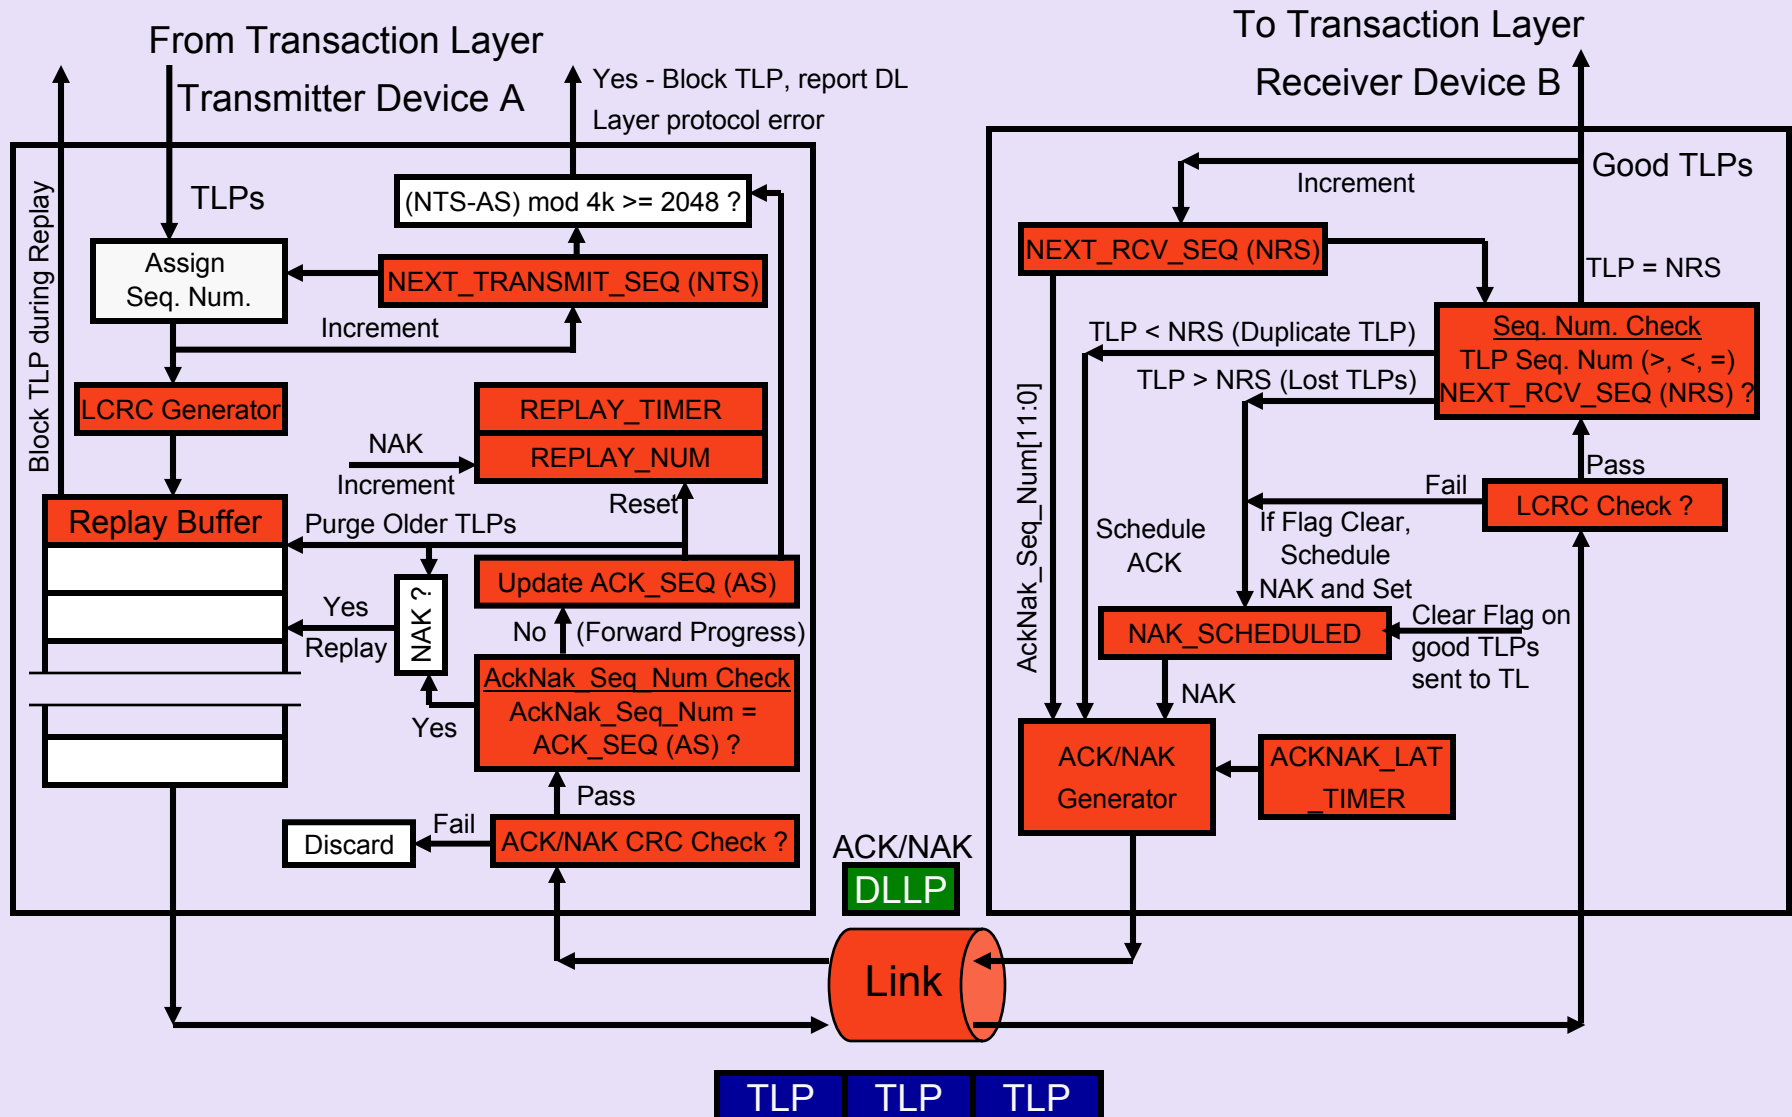 From Transaction Layer
Transmitter Device A
Yes - Block TLP, report DL
Layer protocol error
Block TLP during Replay
TLPs
(NTS-AS) mod 4k >= 2048 ?
Assign
Seq. Num.
NEXT_TRANSMIT_SEQ (NTS)
Increment
LCRC Generator
REPLAY_TIMER
REPLAY_NUM
NAK
Increment
Reset
Replay Buffer
Purge Older TLPs
Update ACK_SEQ (AS)
NAK ?
Yes
Replay
No (Forward Progress)
AckNak_Seq_Num Check
AckNak_Seq_Num =
ACK_SEQ (AS) ?
Yes
Pass
Fail
Discard
ACK/NAK CRC Check ?
ACK/NAK
DLLP
Link
TLP TLP TLP
To Transaction Layer
Receiver Device B
Good TLPs
Increment
NEXT_RCV_SEQ (NRS)
TLP = NRS
Seq. Num. Check
TLP Seq. Num (>, <, =)
NEXT_RCV_SEQ (NRS) ?
TLP < NRS (Duplicate TLP)
TLP > NRS (Lost TLPs)
AckNak_Seq_Num[11:0]
Pass
Fail
LCRC Check ?
Schedule
ACK
If Flag Clear,
Schedule
NAK and Set
NAK_SCHEDULED
Clear Flag on
good TLPs
sent to TL
NAK
ACK/NAK
Generator
ACKNAK_LAT
_TIMER